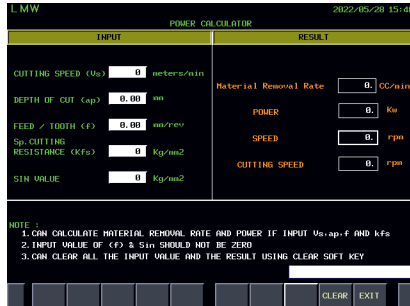 LMW 2022/05/28 15:4
POWER CALCULATOR
INPUT RESULT
CUTTING SPEED (Vs) 0 meters/min
Material Removal Rate 0. CC/min
DEPTH OF CUT (ap) 0.00 mm
POWER 0. Kw
FEED / TOOTH (f) 0.00 mm/rev
SPEED 0. rpm
Sp.CUTTING
RESISTANCE (Kfs) 0 Kg/mm2
CUTTING SPEED 0. rpm
SIN VALUE 0 Kg/mm2
NOTE :
1.CAN CALCULATE MATERIAL REMOVAL RATE AND POWER IF INPUT Vs,ap,f AND kfs
2.INPUT VALUE OF (f) & Sin SHOULD NOT BE ZERO
3.CAN CLEAR ALL THE INPUT VALUE AND THE RESULT USING CLEAR SOFT KEY
CLEAR EXIT